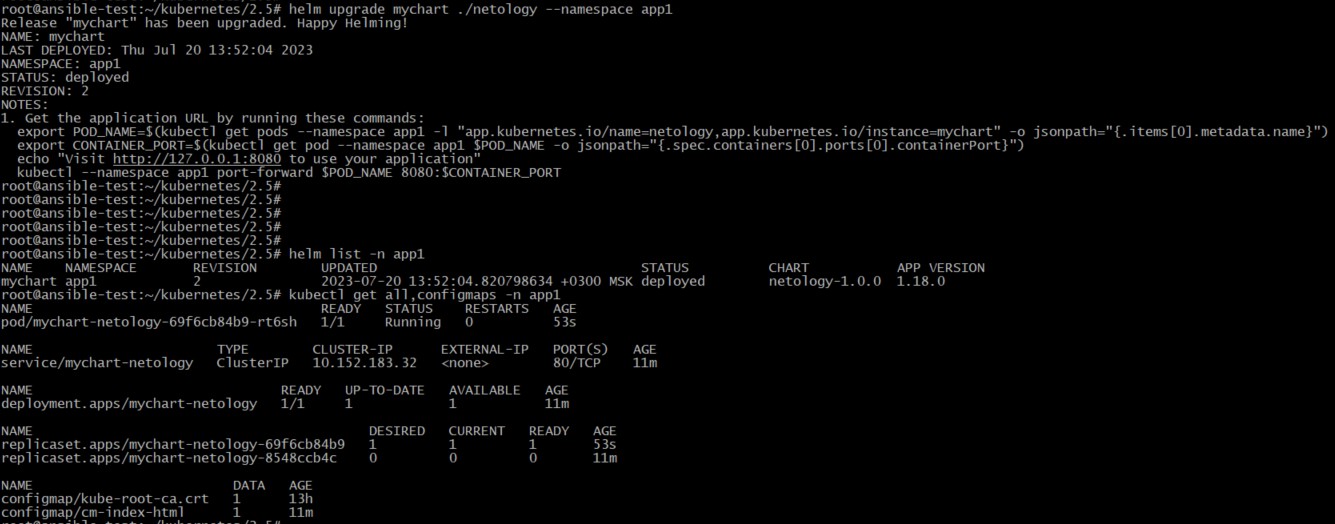 root@ansible-test:~/kubernetes/2.5# helm upgrade mychart ./netology --namespace app1
Release "mychart" has been upgraded. Happy Helming!
NAME: mychart
LAST DEPLOYED: Thu Jul 20 13:52:04 2023
NAMESPACE: app1
STATUS: deployed
REVISION: 2
NOTES:
1. Get the application URL by running these commands:
  export POD_NAME=$(kubectl get pods --namespace app1 -l "app.kubernetes.io/name=netology,app.kubernetes.io/instance=mychart" -o jsonpath="{.items[0].metadata.name}")
  export CONTAINER_PORT=$(kubectl get pod --namespace app1 $POD_NAME -o jsonpath="{.spec.containers[0].ports[0].containerPort}")
  echo "Visit http://127.0.0.1:8080 to use your application"
  kubectl --namespace app1 port-forward $POD_NAME 8080:$CONTAINER_PORT
root@ansible-test:~/kubernetes/2.5#
root@ansible-test:~/kubernetes/2.5#
root@ansible-test:~/kubernetes/2.5#
root@ansible-test:~/kubernetes/2.5#
root@ansible-test:~/kubernetes/2.5#
root@ansible-test:~/kubernetes/2.5# helm list -n app1
NAME    NAMESPACE       REVISION        UPDATED                                 STATUS          CHART           APP VERSION
mychart app1            2               2023-07-20 13:52:04.820798634 +0300 MSK deployed        netology-1.0.0  1.18.0
root@ansible-test:~/kubernetes/2.5# kubectl get all,configmaps -n app1
NAME                                    READY   STATUS    RESTARTS   AGE
pod/mychart-netology-69f6cb84b9-rt6sh   1/1     Running   0          53s
NAME                       TYPE        CLUSTER-IP      EXTERNAL-IP   PORT(S)   AGE
service/mychart-netology   ClusterIP   10.152.183.32   <none>        80/TCP    11m
NAME                               READY   UP-TO-DATE   AVAILABLE   AGE
deployment.apps/mychart-netology   1/1     1            1           11m
NAME                                          DESIRED   CURRENT   READY   AGE
replicaset.apps/mychart-netology-69f6cb84b9   1         1         1       53s
replicaset.apps/mychart-netology-8548ccb4c    0         0         0       11m
NAME                         DATA   AGE
configmap/kube-root-ca.crt   1      13h
configmap/cm-index-html      1      11m
root@ansible-test:~/kubernetes/2.5#